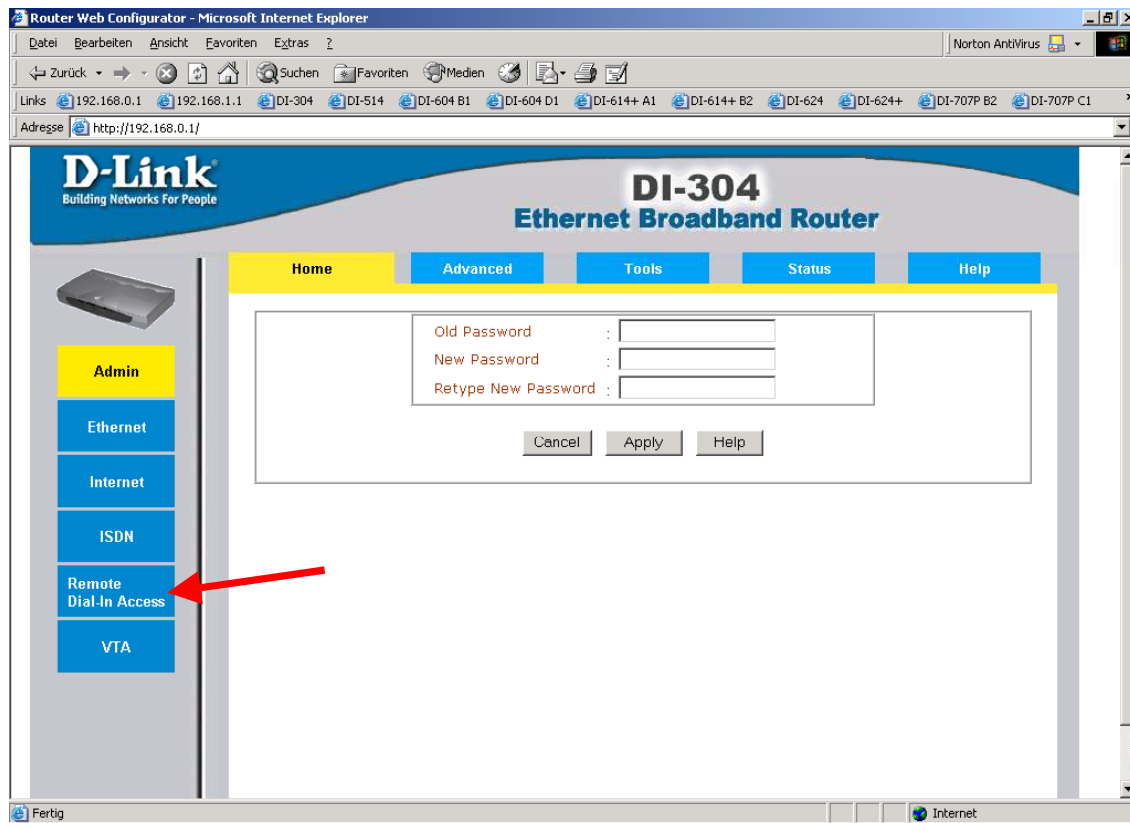 Router Web Configurator - Microsoft Internet Explorer
Datei Bearbeiten Ansicht Favoriten Extras ? Norton AntiVirus
Zurück Suchen Favoriten Medien
Links 192.168.0.1 192.168.1.1 DI-304 DI-514 DI-604 B1 DI-604 D1 DI-614+ A1 DI-614+ B2 DI-624 DI-624+ DI-707P B2 DI-707P C1
Adresse http://192.168.0.1/
D-Link
Building Networks For People
DI-304
Ethernet Broadband Router
Home Advanced Tools Status Help
Old Password :
New Password :
Retype New Password :
Cancel Apply Help
Admin
Ethernet
Internet
ISDN
Remote
Dial-In Access
VTA
Fertig Internet